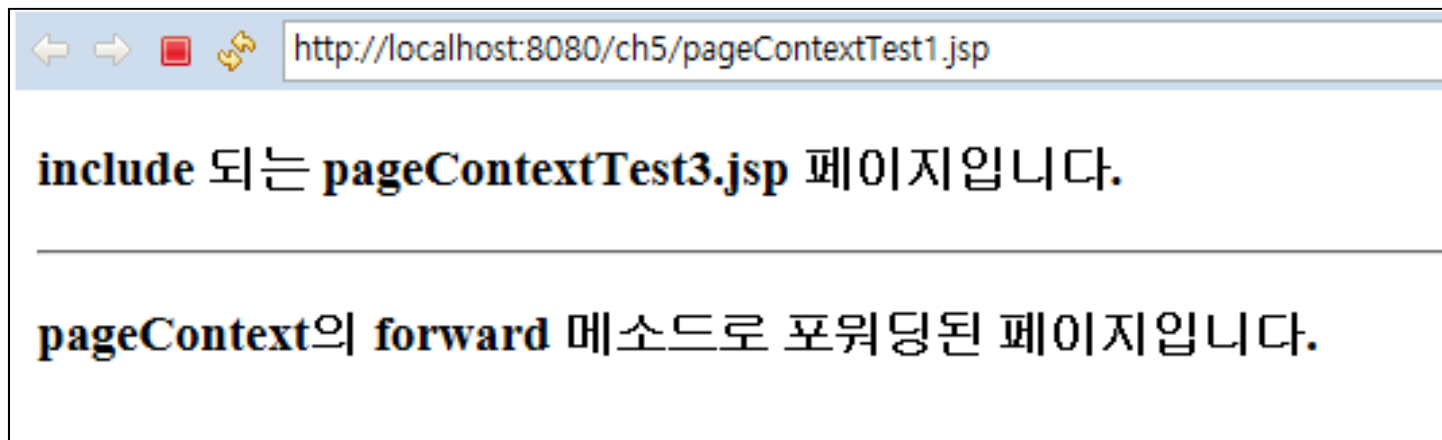 http://localhost:8080/ch5/pageContextTest1.jsp
include 되는 pageContextTest3.jsp 페이지입니다.
pageContext의 forward 메소드로 포워딩된 페이지입니다.